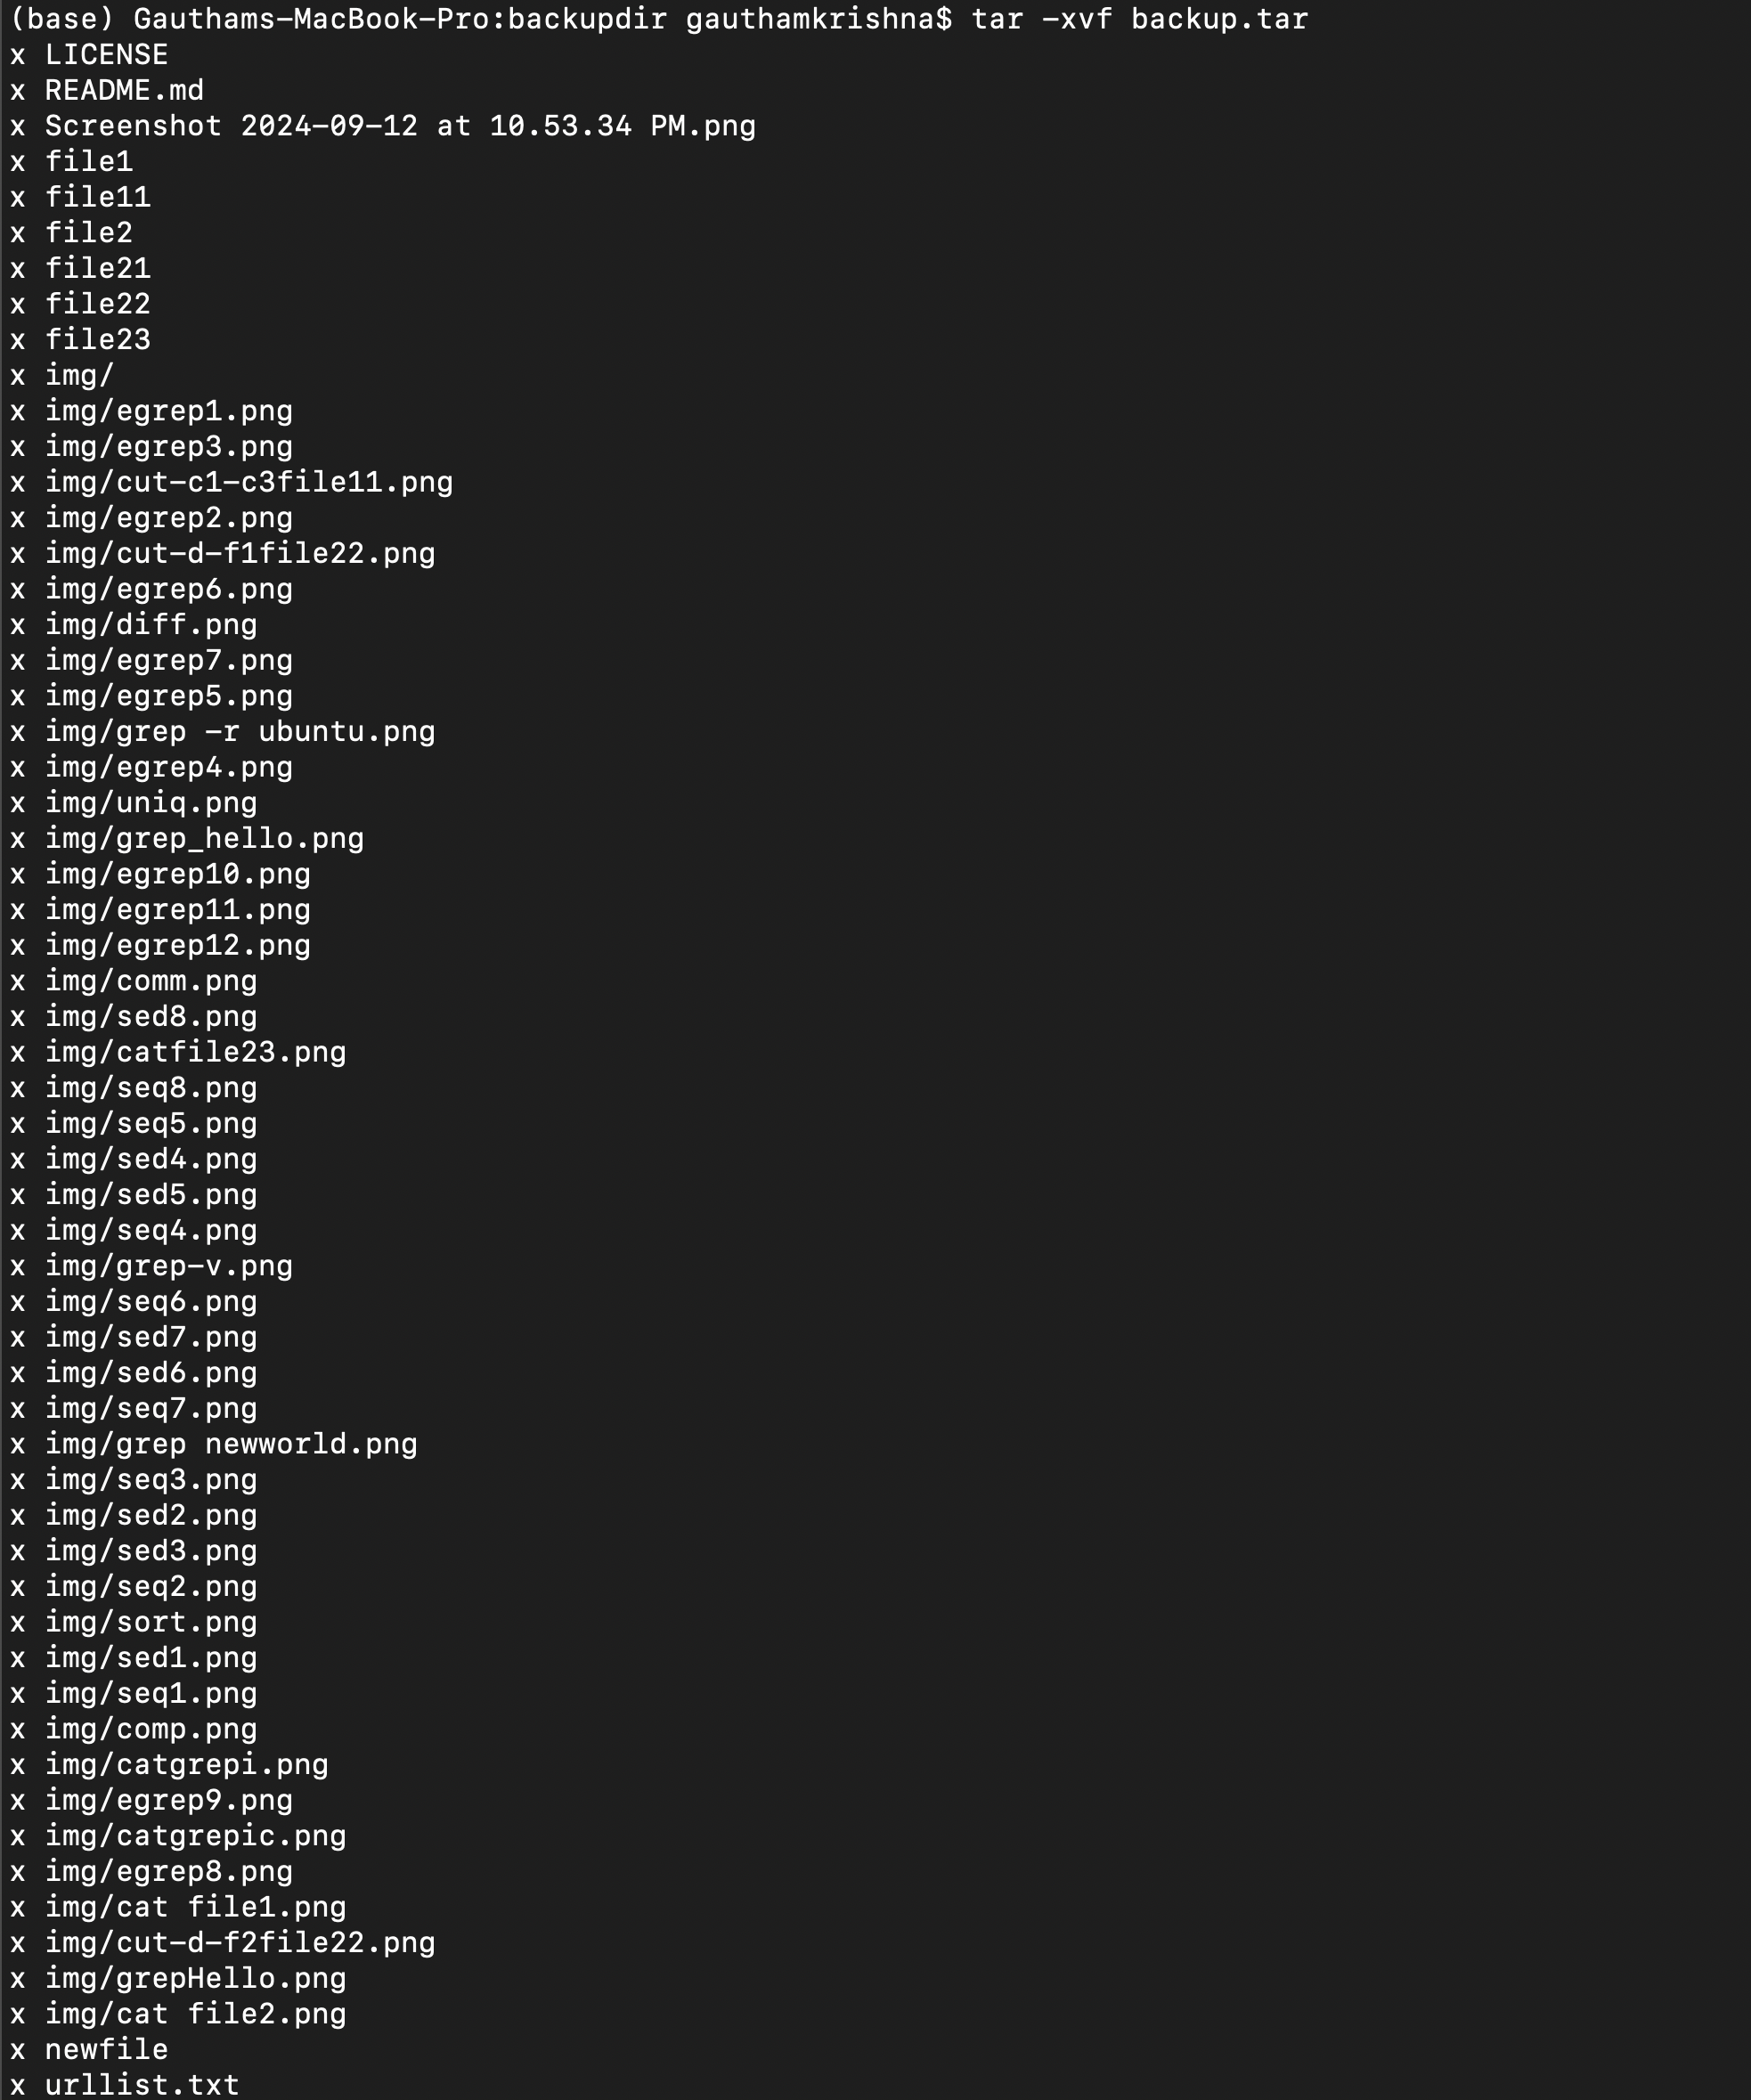 (base) Gauthams-MacBook-Pro:backupdir gauthamkrishna$ tar -xvf backup.tar
x LICENSE
x README.md
x Screenshot 2024-09-12 at 10.53.34 PM.png
x file1
x file11
x file2
x file21
x file22
x file23
x img/
x img/egrep1.png
x img/egrep3.png
x img/cut-c1-c3file11.png
x img/egrep2.png
x img/cut-d-f1file22.png
x img/egrep6.png
x img/diff.png
x img/egrep7.png
x img/egrep5.png
x img/grep -r ubuntu.png
x img/egrep4.png
x img/uniq.png
x img/grep_hello.png
x img/egrep10.png
x img/egrep11.png
x img/egrep12.png
x img/comm.png
x img/sed8.png
x img/catfile23.png
x img/seq8.png
x img/seq5.png
x img/sed4.png
x img/sed5.png
x img/seq4.png
x img/grep-v.png
x img/seq6.png
x img/sed7.png
x img/sed6.png
x img/seq7.png
x img/grep newworld.png
x img/seq3.png
x img/sed2.png
x img/sed3.png
x img/seq2.png
x img/sort.png
x img/sed1.png
x img/seq1.png
x img/comp.png
x img/catgrepi.png
x img/egrep9.png
x img/catgrepic.png
x img/egrep8.png
x img/cat file1.png
x img/cut-d-f2file22.png
x img/grepHello.png
x img/cat file2.png
x newfile
x urllist.txt